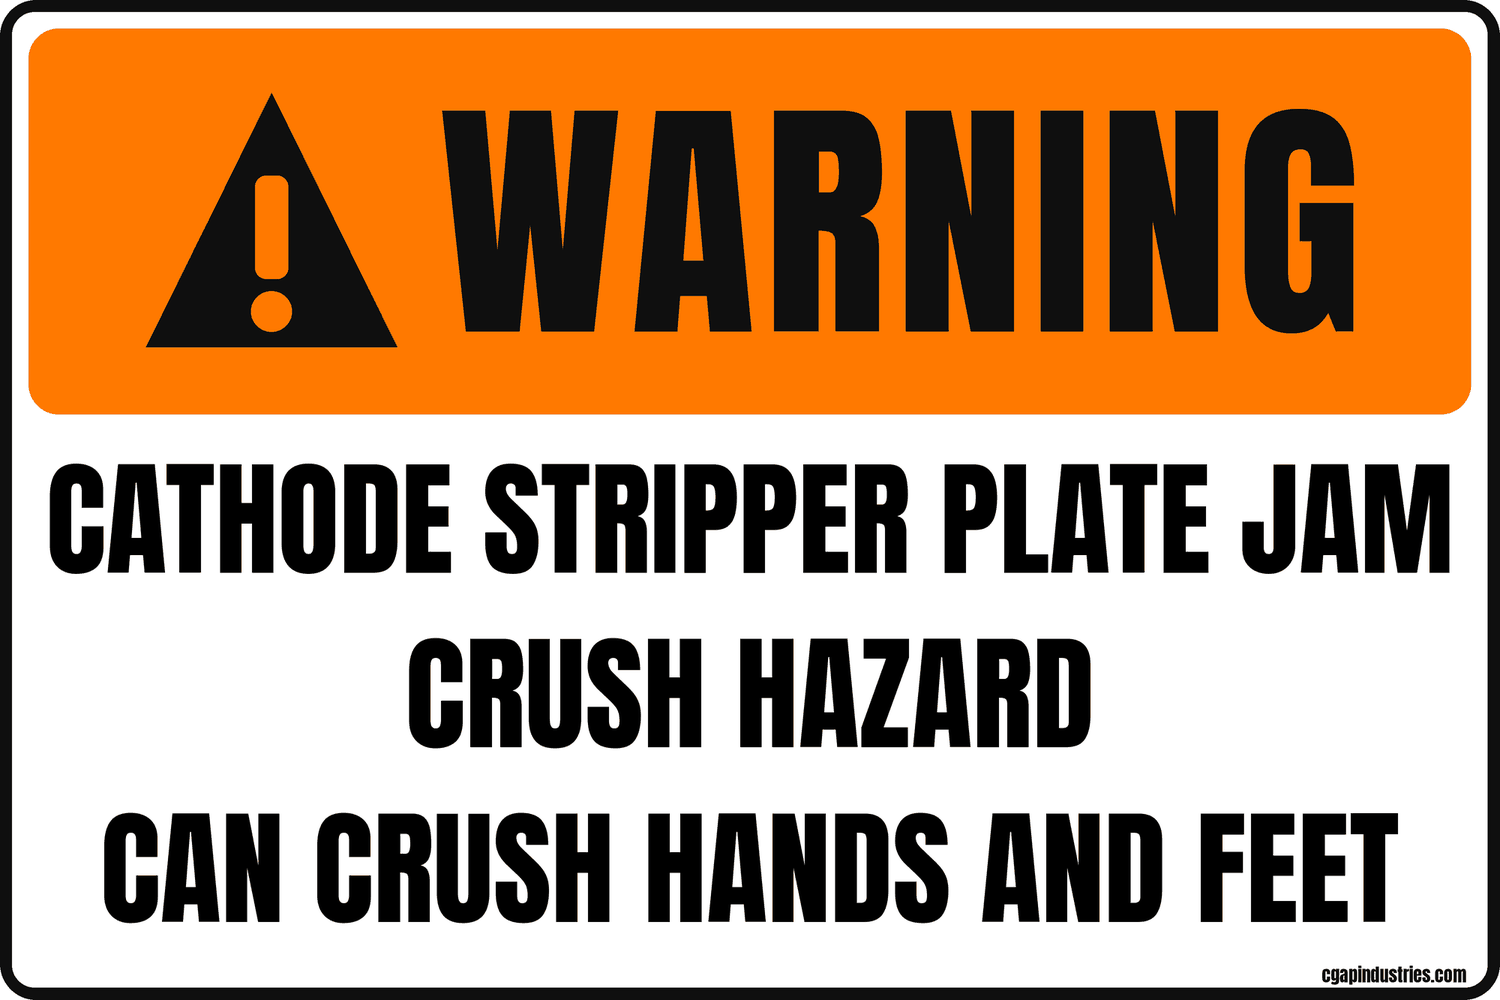 WARNING
CATHODE STRIPPER PLATE JAM
CRUSH HAZARD
CAN CRUSH HANDS AND FEET
cgapindustries.com